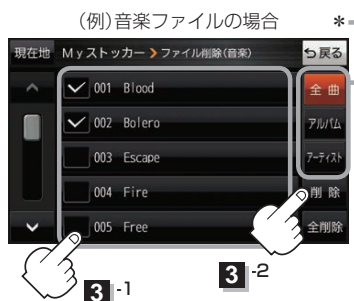 (例)音楽ファイルの場合
*
現在地 Myストッカー❯ファイル削除(音楽) 戻る
001 Blood 全 曲
002 Bolero アルバム
003 Escape アーティスト
004 Fire 削 除
005 Free 全削除
3-1 3-2